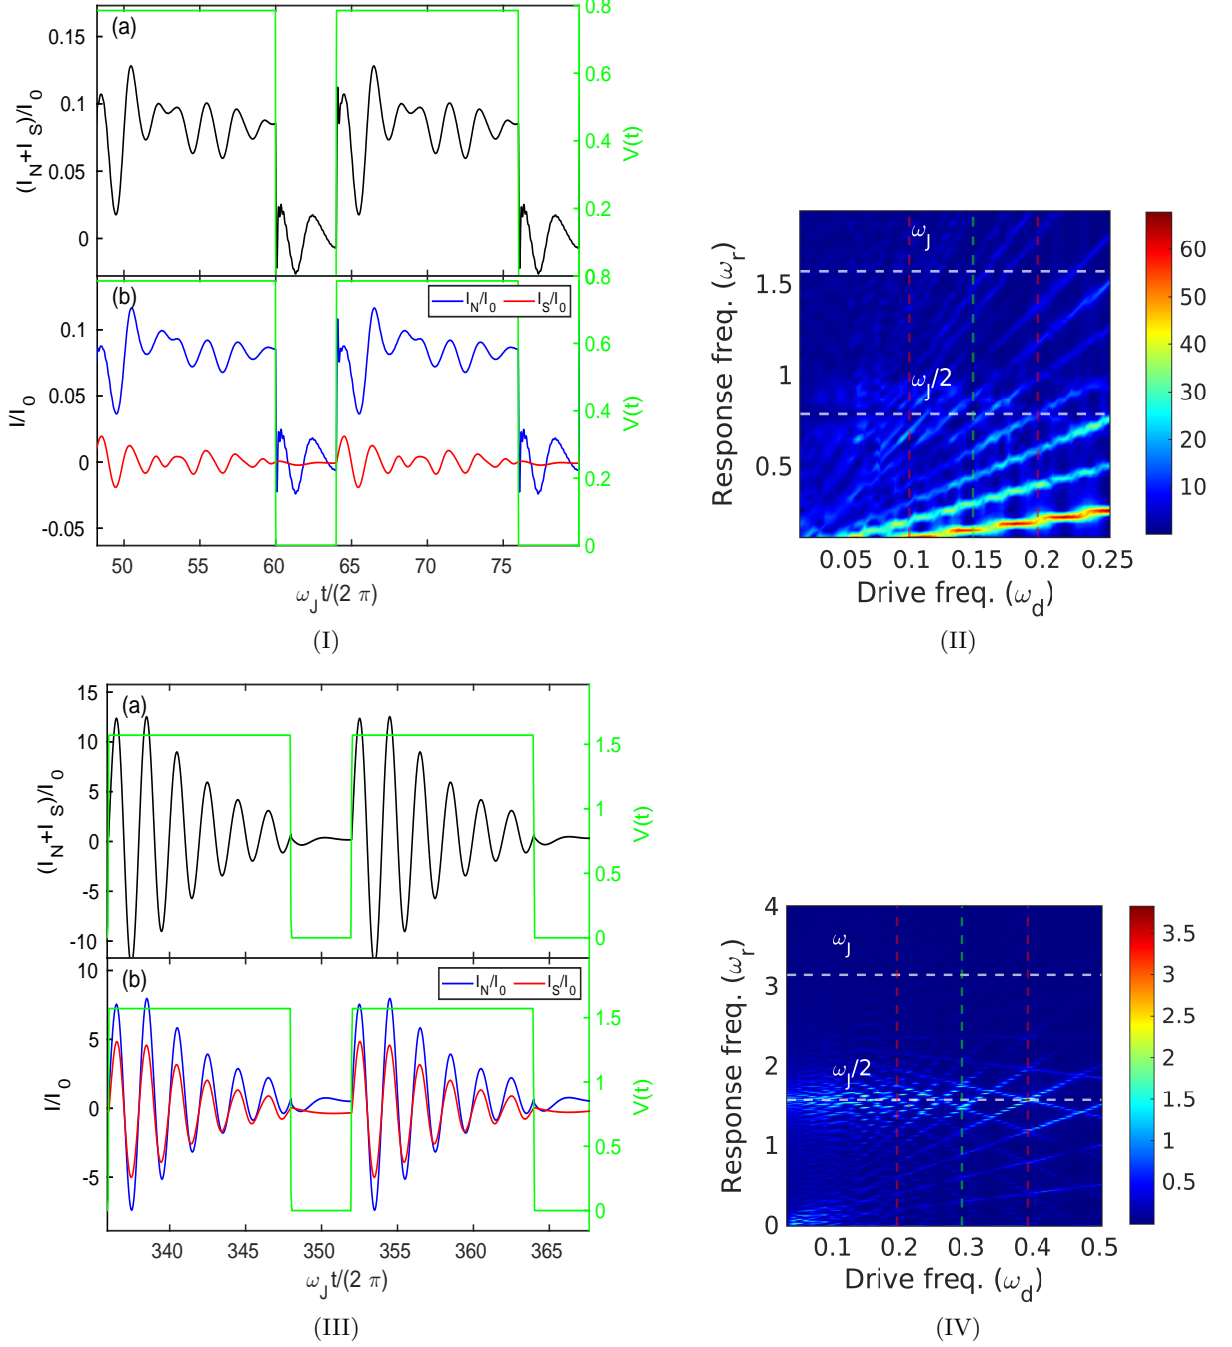 (a)
(I_N+I_S)/I_0
0.15
0.1
0.05
0
0.8
0.6
0.4
0.2
0
V(t)
(b)
I_N/I_0 I_S/I_0
I/I_0
0.1
0.05
0
-0.05
0.8
0.6
0.4
0.2
0
V(t)
50 55 60 65 70 75
ω_J t/(2 π)
(I)
ω_J
ω_J/2
Response freq. (ω_r)
1.5
1
0.5
0.05 0.1 0.15 0.2 0.25
Drive freq. (ω_d)
60
50
40
30
20
10
(II)
(a)
(I_N+I_S)/I_0
15
10
5
0
-5
-10
1.5
1
0.5
0
V(t)
(b)
I_N/I_0 I_S/I_0
I/I_0
10
5
0
-5
1.5
1
0.5
0
V(t)
340 345 350 355 360 365
ω_J t/(2 π)
(III)
ω_J
ω_J/2
Response freq. (ω_r)
4
3
2
1
0
0.1 0.2 0.3 0.4 0.5
Drive freq. (ω_d)
3.5
3
2.5
2
1.5
1
0.5
(IV)